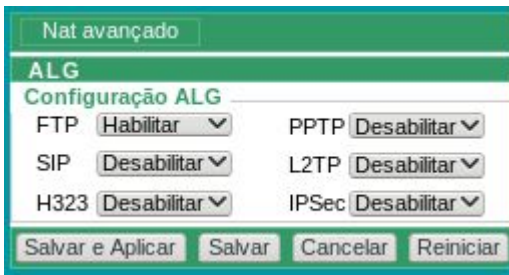 Nat avançado
ALG
Configuração ALG
FTP Habilitar PPTP Desabilitar
SIP Desabilitar L2TP Desabilitar
H323 Desabilitar IPSec Desabilitar
Salvar e Aplicar Salvar Cancelar Reiniciar